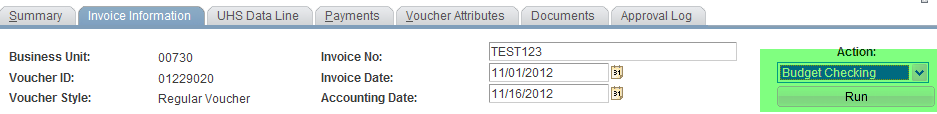 Summary Invoice Information UHS Data Line Payments Voucher Attributes Documents Approval Log
Business Unit: 00730 Invoice No: TEST123 Action:
Voucher ID: 01229020 Invoice Date: 11/01/2012 31 Budget Checking
Voucher Style: Regular Voucher Accounting Date: 11/16/2012 31 Run